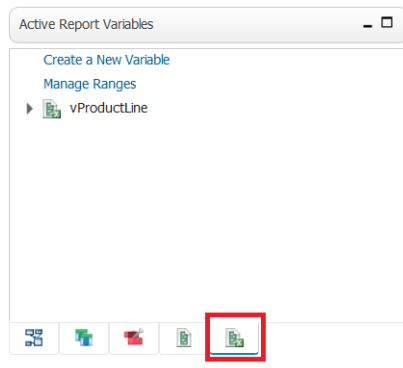 Active Report Variables
Create a New Variable
Manage Ranges
vProductLine